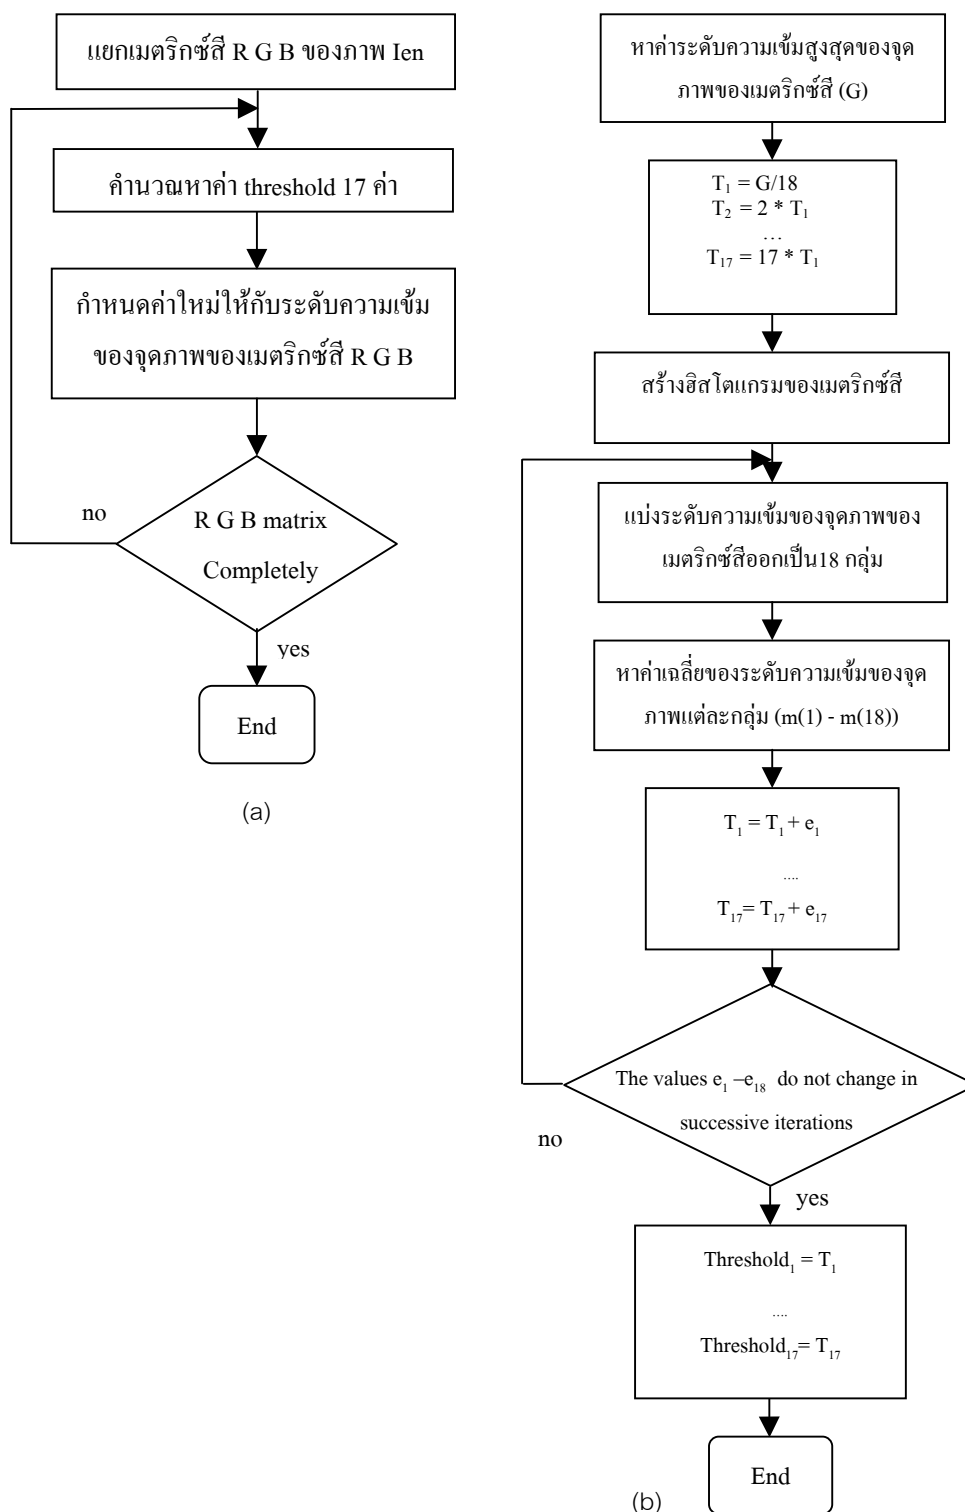 แยกเมตริกซ์สี R G B ของภาพ Ien
คำนวณหาค่า threshold 17 ค่า
กำหนดค่าใหม่ให้กับระดับความเข้ม
ของจุดภาพของเมตริกซ์สี R G B
no
R G B matrix
Completely
yes
End
(a)
หาค่าระดับความเข้มสูงสุดของจุด
ภาพของเมตริกซ์สี (G)
T₁ = G/18
T₂ = 2 * T₁
…
T₁₇ = 17 * T₁
สร้างฮิสโตแกรมของเมตริกซ์สี
แบ่งระดับความเข้มของจุดภาพของ
เมตริกซ์สีออกเป็น18 กลุ่ม
หาค่าเฉลี่ยของระดับความเข้มของจุด
ภาพแต่ละกลุ่ม (m(1) - m(18))
T₁ = T₁ + e₁
....
T₁₇= T₁₇ + e₁₇
The values e₁ –e₁₈ do not change in
successive iterations
no
yes
Threshold₁ = T₁
....
Threshold₁₇= T₁₇
End
(b)